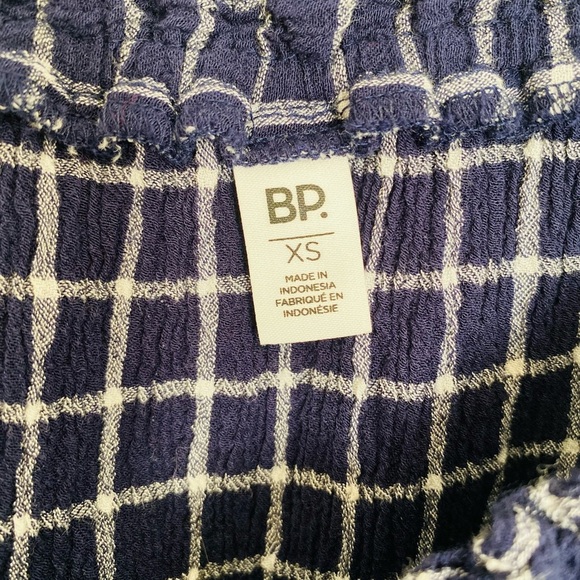 BP.
XS
MADE IN
INDONESIA
FABRIQUÉ EN
INDONÉSIE